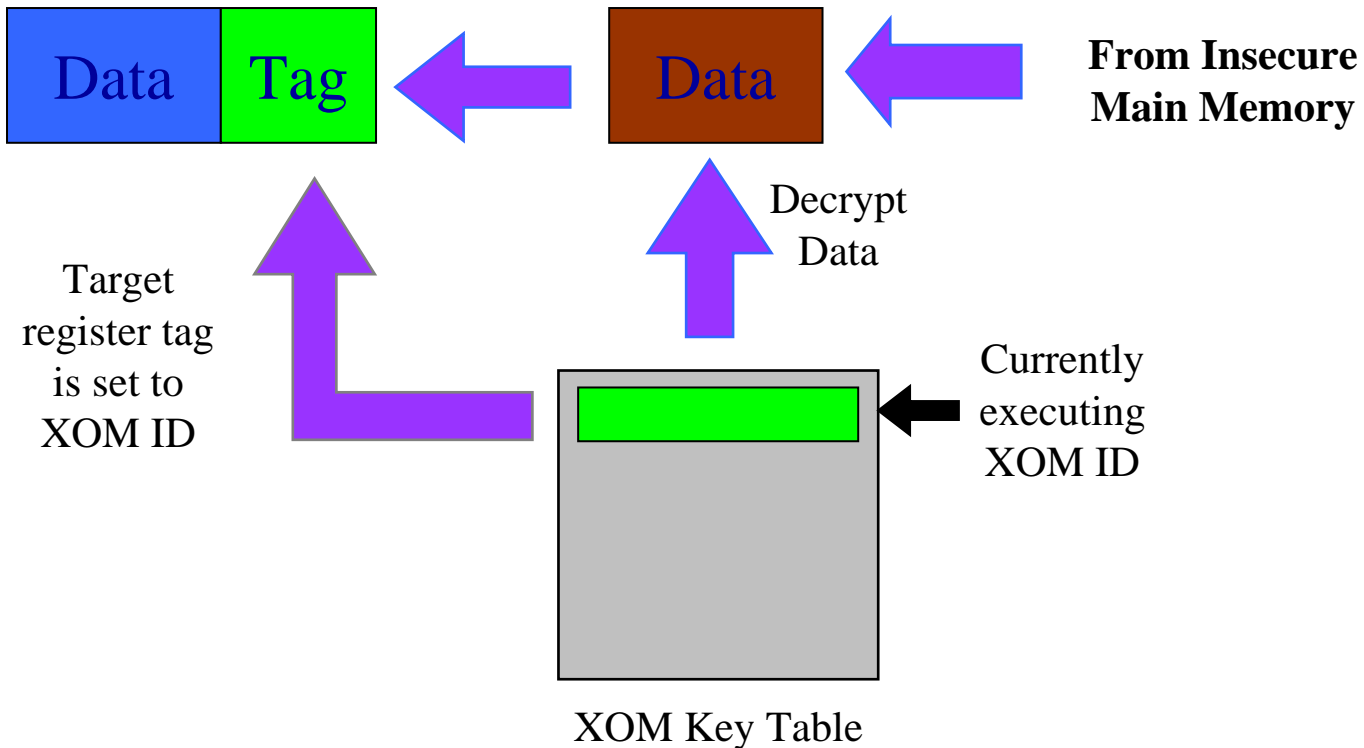 Data
Tag
Data
From Insecure
Main Memory
Decrypt
Data
Target
register tag
is set to
XOM ID
Currently
executing
XOM ID
XOM Key Table